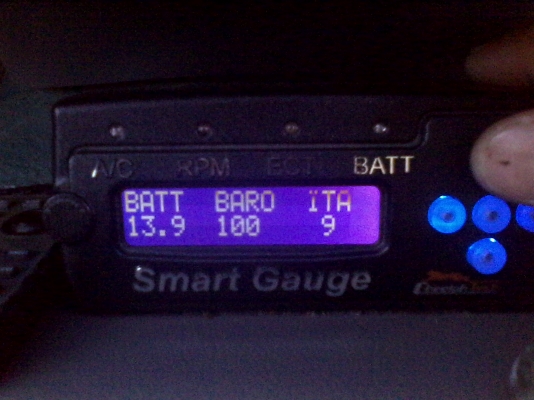 A/C RPM ECT BATT
BATT BARO ITA
13.9 100 9
Smart Gauge